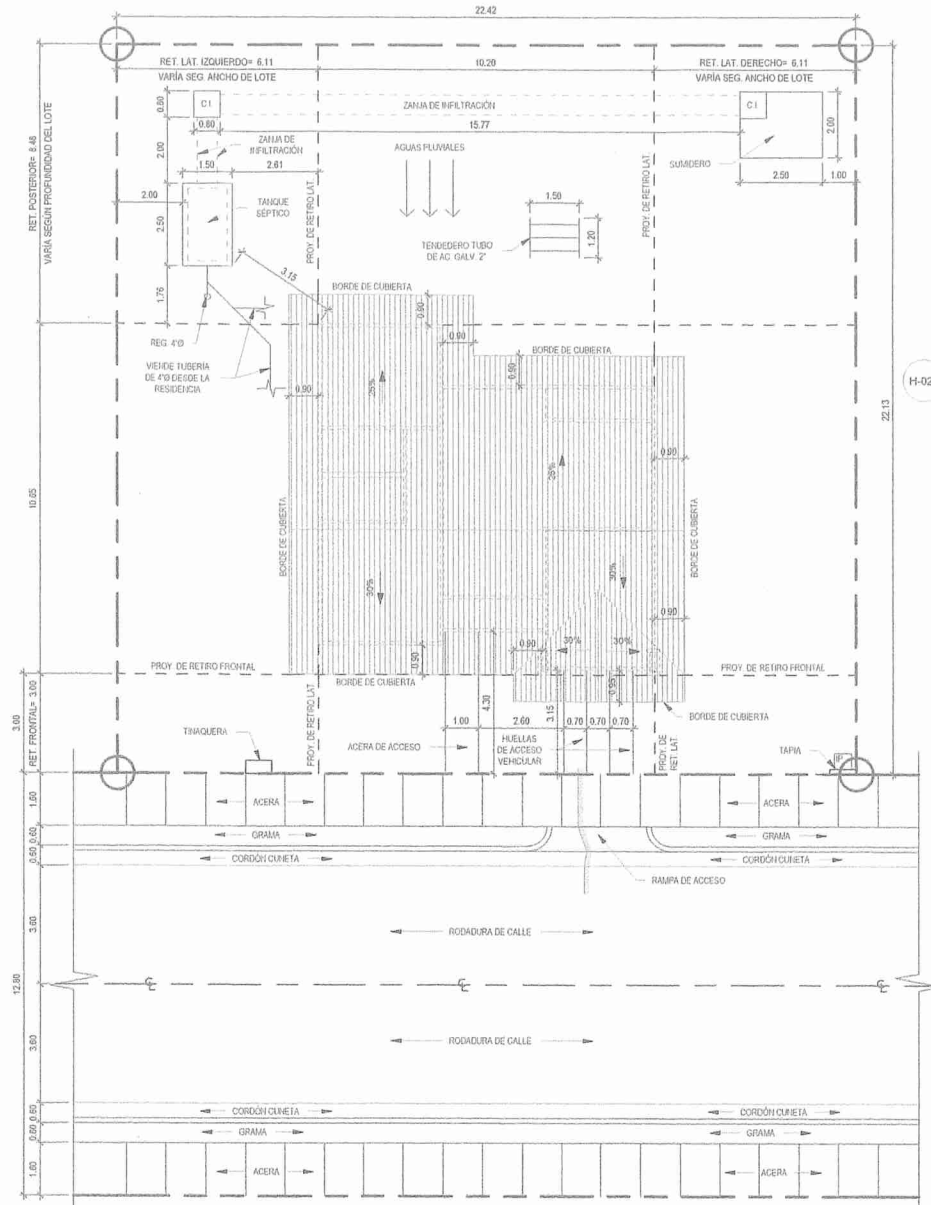 22.42
RET. LAT. IZQUIERDO= 6.11
VARÍA SEG. ANCHO DE LOTE
10.20
RET. LAT. DERECHO= 6.11
VARÍA SEG. ANCHO DE LOTE
RET. POSTERIOR= 8.48
VARÍA SEGÚN PROFUNDIDAD DEL LOTE
0.80
C.I
0.80
ZANJA DE INFILTRACIÓN
15.77
C.I
2.00
SUMIDERO
2.50
1.00
2.00
ZANJA DE
INFILTRACIÓN
1.50
2.61
AGUAS PLUVIALES
2.00
TANQUE
SÉPTICO
2.50
PROY. DE RETIRO LAT.
PROY. DE RETIRO LAT.
1.50
1.20
TENDEDERO TUBO
DE AC. GALV. 2"
3.15
1.76
BORDE DE CUBIERTA
0.90
REG. 4"Ø
0.90
BORDE DE CUBIERTA
VIENDE TUBERÍA
DE 4"Ø DESDE LA
RESIDENCIA
0.90
0.90
25%
H-02
22.13
0.90
25%
10.65
BORDE DE CUBIERTA
BORDE DE CUBIERTA
30%
30%
0.90
0.90
30%
30%
0.90
PROY. DE RETIRO FRONTAL
PROY. DE RETIRO FRONTAL
BORDE DE CUBIERTA
0.95
BORDE DE CUBIERTA
3.00
RET. FRONTAL= 3.00
PROY. DE RETIRO LAT.
4.30
3.15
1.00
2.60
0.70
0.70
0.70
TINAQUERA
ACERA DE ACCESO
HUELLAS
DE ACCESO
VEHICULAR
PROY. DE
RET. LAT.
TAPIA
1.60
ACERA
ACERA
0.60
GRAMA
GRAMA
0.60
CORDÓN CUNETA
CORDÓN CUNETA
RAMPA DE ACCESO
3.60
RODADURA DE CALLE
12.80
3.60
RODADURA DE CALLE
0.60
CORDÓN CUNETA
CORDÓN CUNETA
0.60
GRAMA
GRAMA
1.60
ACERA
ACERA